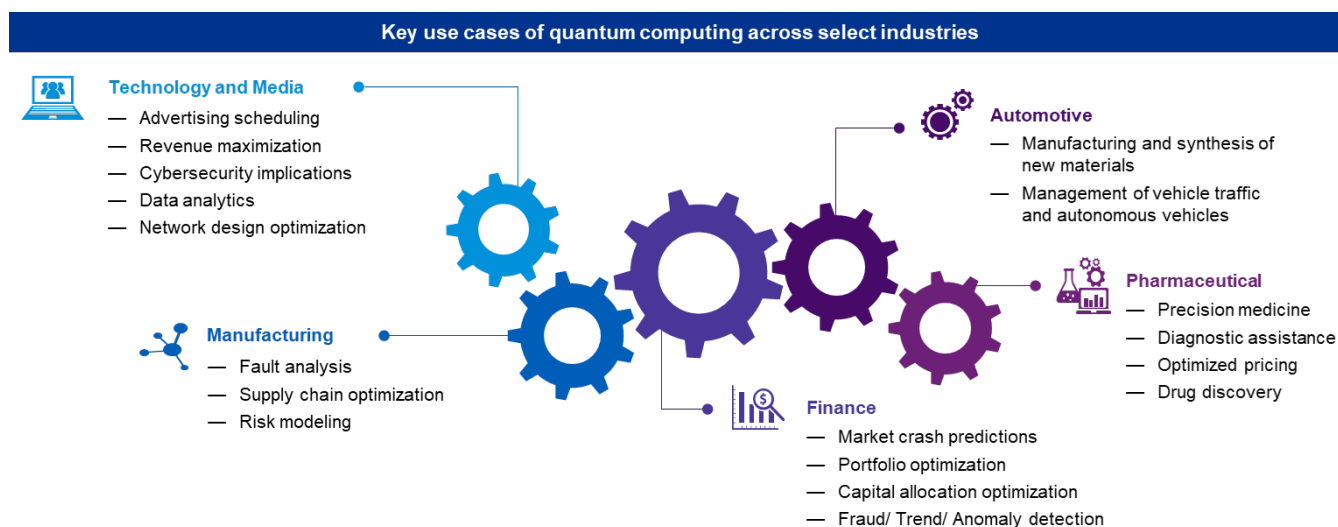 Key use cases of quantum computing across select industries
Technology and Media
— Advertising scheduling
— Revenue maximization
— Cybersecurity implications
— Data analytics
— Network design optimization
Manufacturing
— Fault analysis
— Supply chain optimization
— Risk modeling
$
Finance
— Market crash predictions
— Portfolio optimization
— Capital allocation optimization
— Fraud/ Trend/ Anomaly detection
Automotive
— Manufacturing and synthesis of
new materials
— Management of vehicle traffic
and autonomous vehicles
Pharmaceutical
— Precision medicine
— Diagnostic assistance
— Optimized pricing
— Drug discovery